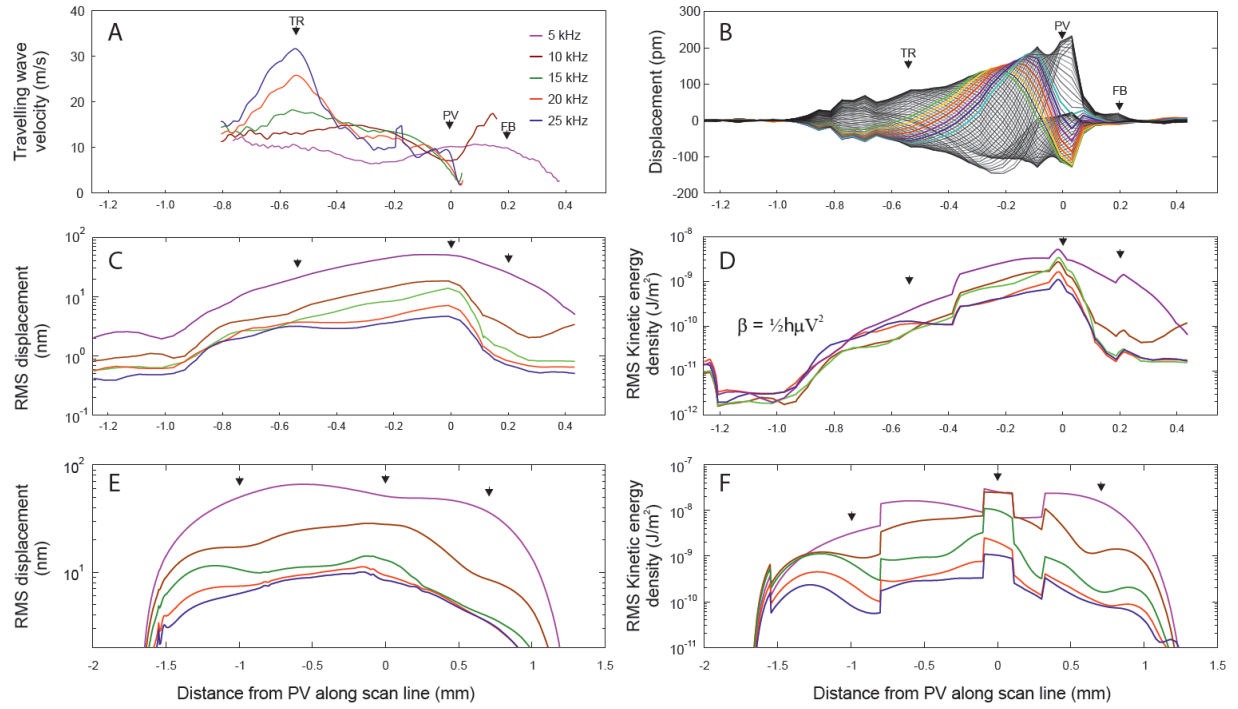 A
TR
PV
FB
5 kHz
10 kHz
15 kHz
20 kHz
25 kHz
Travelling wave
velocity (m/s)
40
30
20
10
0
-1.2 -1.0 -0.8 -0.6 -0.4 -0.2 0 0.2 0.4
B
TR
PV
FB
Displacement (pm)
300
200
100
0
-100
-200
-1.2 -1.0 -0.8 -0.6 -0.4 -0.2 0 0.2 0.4
C
RMS displacement
(nm)
10²
10¹
10⁰
10⁻¹
-1.2 -1.0 -0.8 -0.6 -0.4 -0.2 0 0.2 0.4
D
β = ½hμV²
RMS Kinetic energy
density (J/m²)
10⁻⁸
10⁻⁹
10⁻¹⁰
10⁻¹¹
10⁻¹²
-1.2 -1.0 -0.8 -0.6 -0.4 -0.2 0 0.2 0.4
E
RMS displacement
(nm)
10²
10¹
-2 -1.5 -1 -0.5 0 0.5 1 1.5
Distance from PV along scan line (mm)
F
RMS Kinetic energy
density (J/m²)
10⁻⁷
10⁻⁸
10⁻⁹
10⁻¹⁰
10⁻¹¹
-2 -1.5 -1 -0.5 0 0.5 1 1.5
Distance from PV along scan line (mm)